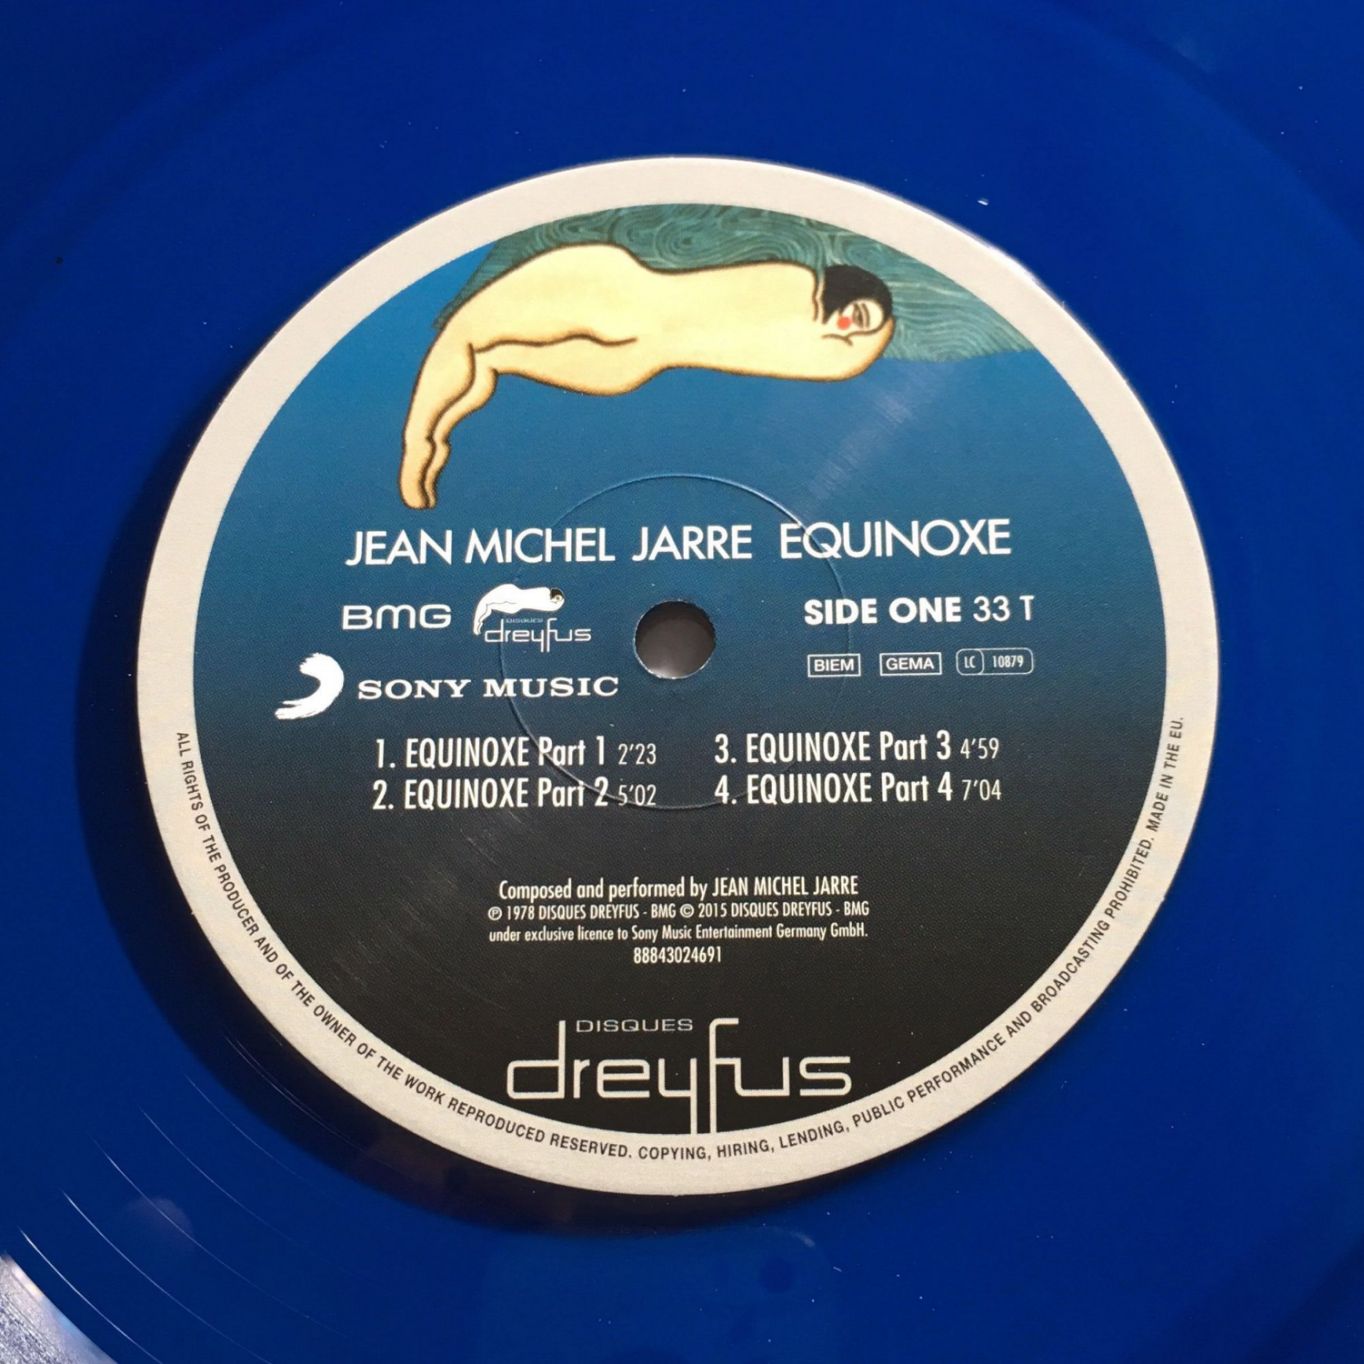 JEAN MICHEL JARRE EQUINOXE
BMG DISQUES dreyfus
SONY MUSIC
SIDE ONE 33 T
BIEM GEMA LC 10879
1. EQUINOXE Part 1 2'23
2. EQUINOXE Part 2 5'02
3. EQUINOXE Part 3 4'59
4. EQUINOXE Part 4 7'04
Composed and performed by JEAN MICHEL JARRE
℗ 1978 DISQUES DREYFUS - BMG © 2015 DISQUES DREYFUS - BMG
under exclusive licence to Sony Music Entertainment Germany GmbH.
88843024691
DISQUES
dreyfus
ALL RIGHTS OF THE PRODUCER AND OF THE OWNER OF THE WORK REPRODUCED RESERVED. COPYING, HIRING, LENDING, PUBLIC PERFORMANCE AND BROADCASTING PROHIBITED. MADE IN THE EU.